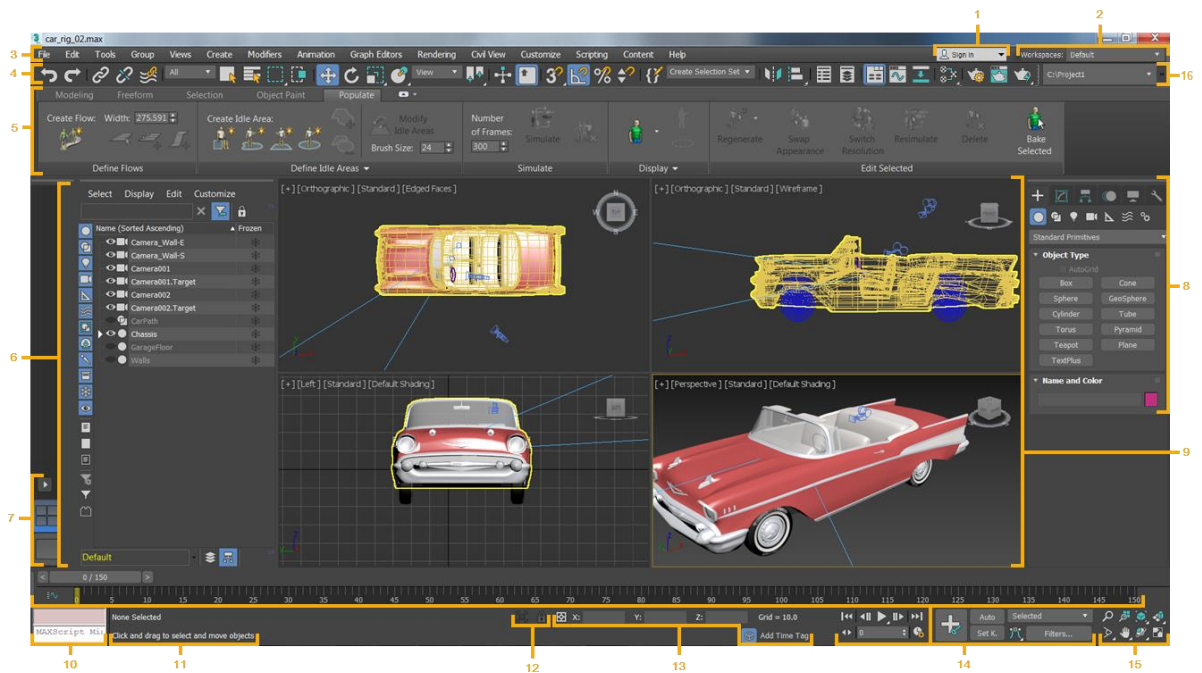 1
2
car_rig_02.max
3
File Edit Tools Group Views Create Modifiers Animation Graph Editors Rendering Civil View Customize Scripting Content Help
Sign In
Workspaces: Default
4
All
View
Create Selection Set
C:\Project1
16
Modeling Freeform Selection Object Paint Populate
5
Create Flow: Width: 275.591
Create Idle Area:
Modify
Idle Areas
Brush Size: 24
Number
of Frames:
300
Simulate
Regenerate
Swap
Appearance
Switch
Resolution
Resimulate
Delete
Bake
Selected
Define Flows
Define Idle Areas
Simulate
Display
Edit Selected
Select Display Edit Customize
Name (Sorted Ascending) Frozen
Camera_Wall-E
Camera_Wall-S
Camera001
Camera001.Target
Camera002
Camera002.Target
CarPath
Chassis
GarageFloor
Walls
6
7
Default
[+] [Orthographic ] [Standard ] [Edged Faces ]
[+] [Orthographic ] [Standard ] [Wireframe ]
[+] [Left ] [Standard ] [Default Shading ]
[+] [Perspective ] [Standard ] [Default Shading ]
N
W
E
S
Standard Primitives
Object Type
AutoGrid
Box Cone
Sphere GeoSphere
Cylinder Tube
Torus Pyramid
Teapot Plane
TextPlus
Name and Color
8
9
0 / 150
0 5 10 15 20 25 30 35 40 45 50 55 60 65 70 75 80 85 90 95 100 105 110 115 120 125 130 135 140 145 150
None Selected
X: Y: Z:
Grid = 10.0
Auto
Selected
MAXScript Mi
Click and drag to select and move objects
Add Time Tag
0
Set K.
Filters...
10
11
12
13
14
15